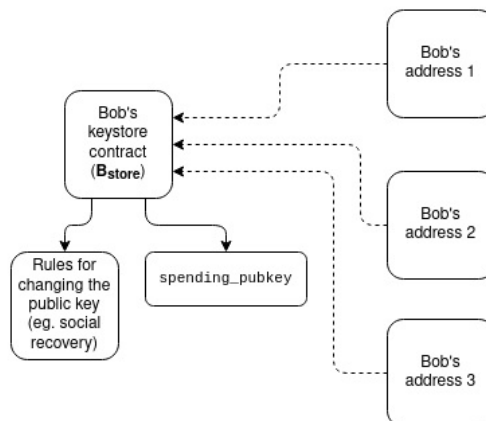 Bob's
address 1
Bob's
keystore
contract
(B_store)
Bob's
address 2
Rules for
changing the
public key
(eg. social
recovery)
spending_pubkey
Bob's
address 3